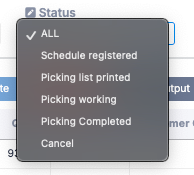 Status
ALL
Schedule registered
Picking list printed
Picking working
Picking Completed
Cancel